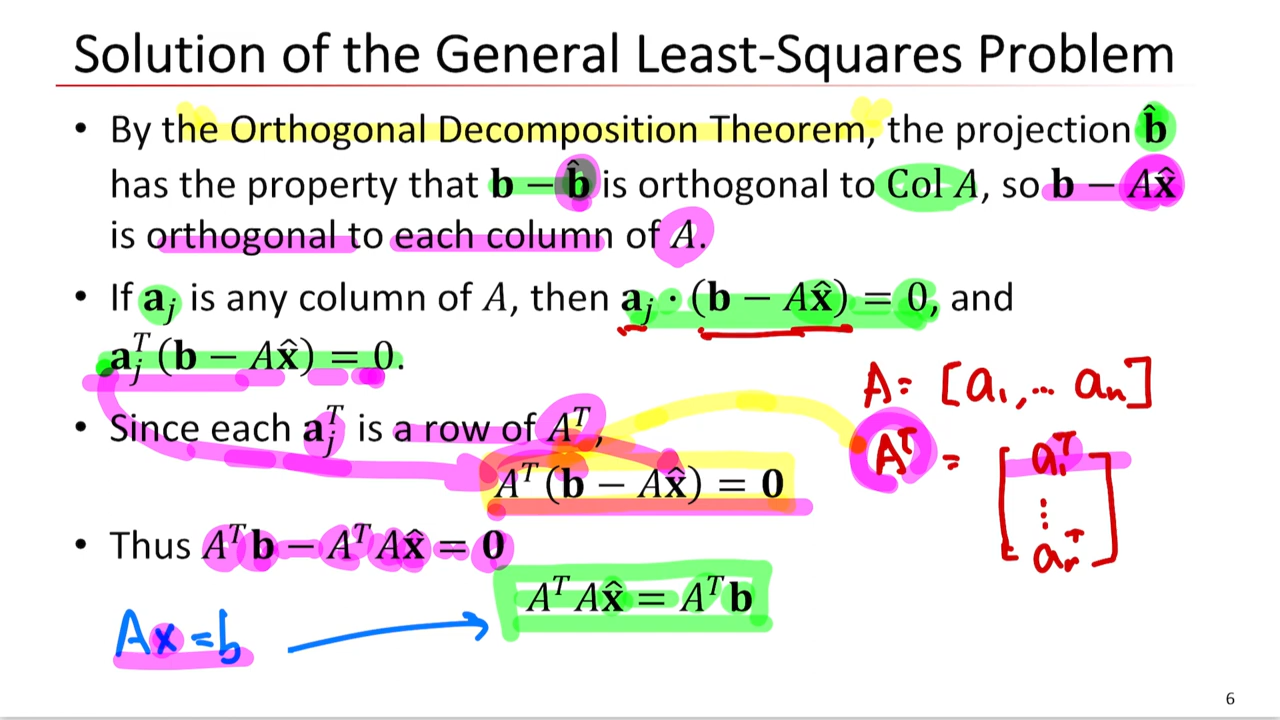 Solution of the General Least-Squares Problem
• By the Orthogonal Decomposition Theorem, the projection b̂
has the property that b − b̂ is orthogonal to Col A, so b − Ax̂
is orthogonal to each column of A.
• If aⱼ is any column of A, then aⱼ · (b − Ax̂) = 0, and
aⱼᵀ(b − Ax̂) = 0.
A = [a₁, ... aₙ]
• Since each aⱼᵀ is a row of Aᵀ,
Aᵀ = [a₁ᵀ
⋮
aₙᵀ]
Aᵀ(b − Ax̂) = 0
• Thus Aᵀb − AᵀAx̂ = 0
AᵀAx̂ = Aᵀb
Ax = b
6